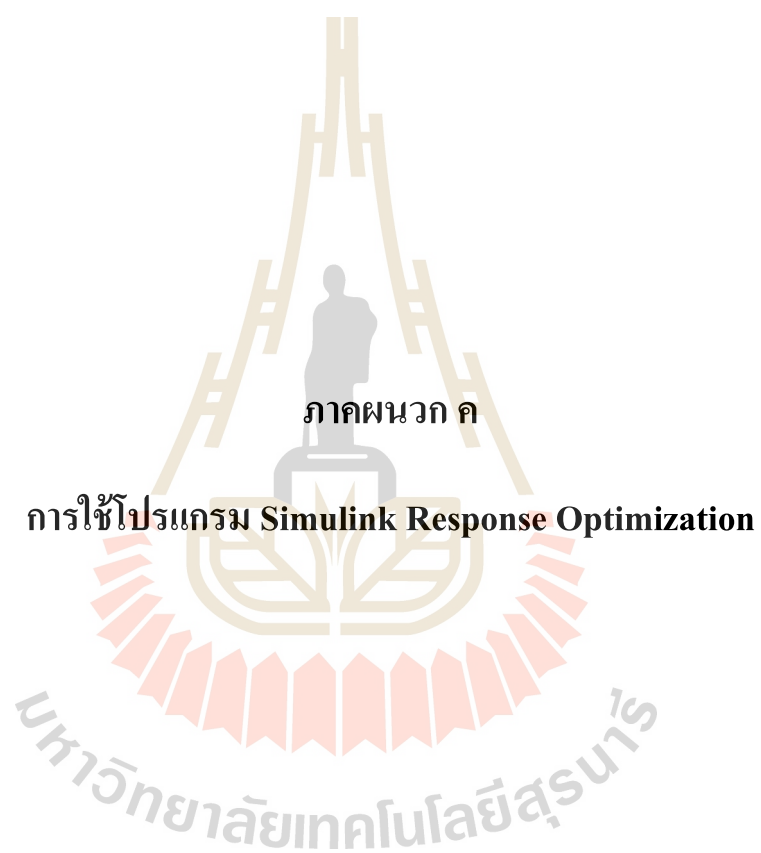 ภาคผนวก ค
การใช้โปรแกรม Simulink Response Optimization
มหาวิทยาลัยเทคโนโลยีสุรนารี